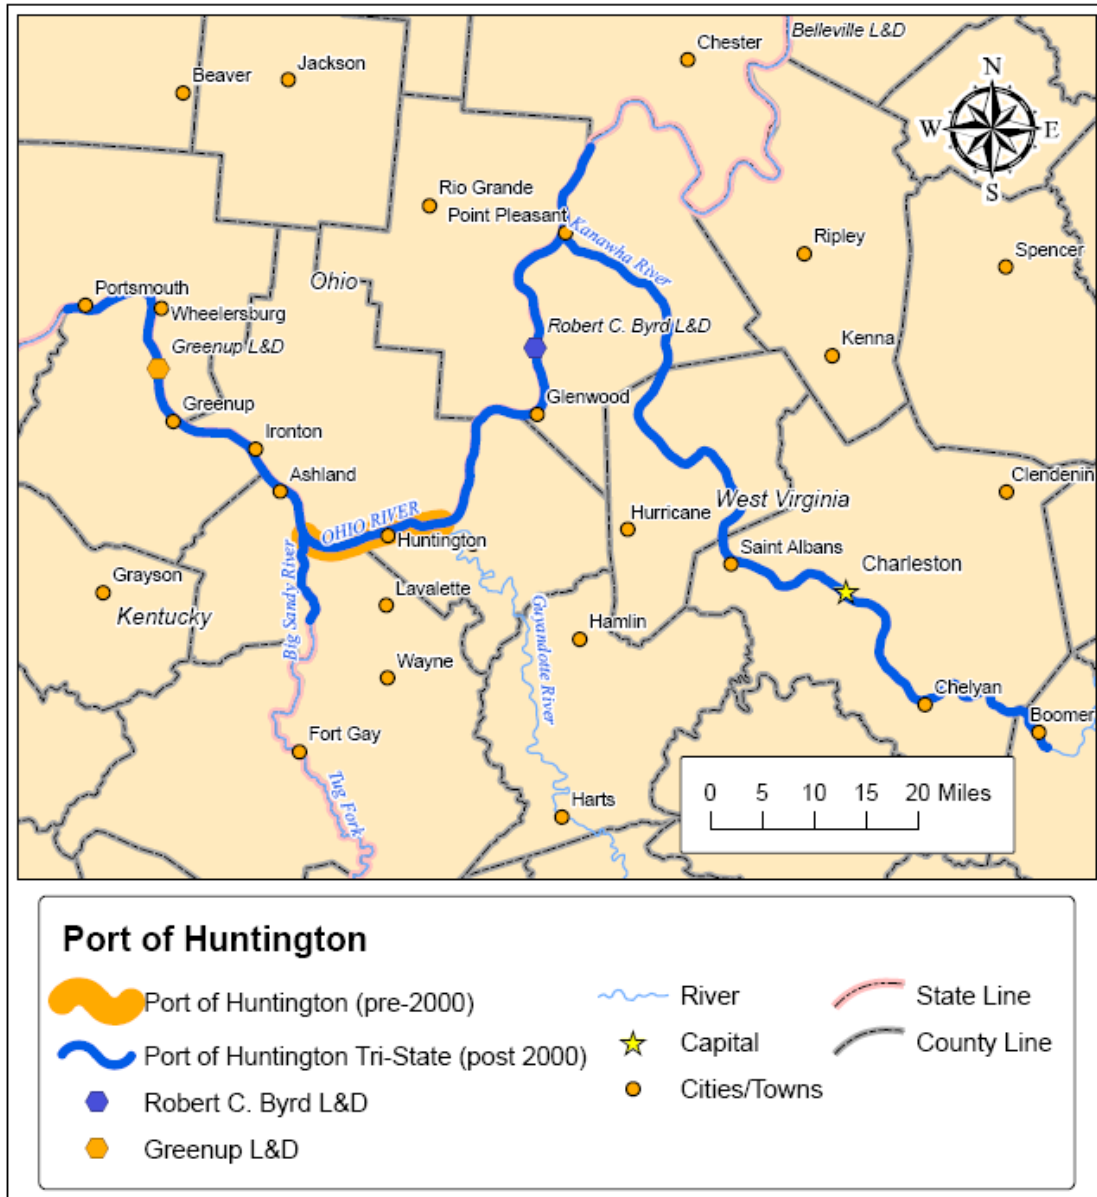 Belleville L&D
Chester
Jackson
Beaver
N
W
E
S
Rio Grande
Point Pleasant
Kanawha River
Ripley
Spencer
Ohio
Portsmouth
Wheelersburg
Robert C. Byrd L&D
Greenup L&D
Kenna
Greenup
Glenwood
Ironton
Ashland
Clendenin
West Virginia
OHIO RIVER
Hurricane
Huntington
Saint Albans
Charleston
Big Sandy River
Grayson
Lavalette
Kentucky
Guyandotte River
Hamlin
Wayne
Chelyan
Boomer
Fort Gay
Tug Fork
Harts
0 5 10 15 20 Miles
Port of Huntington
Port of Huntington (pre-2000)
Port of Huntington Tri-State (post 2000)
Robert C. Byrd L&D
Greenup L&D
River
Capital
Cities/Towns
State Line
County Line